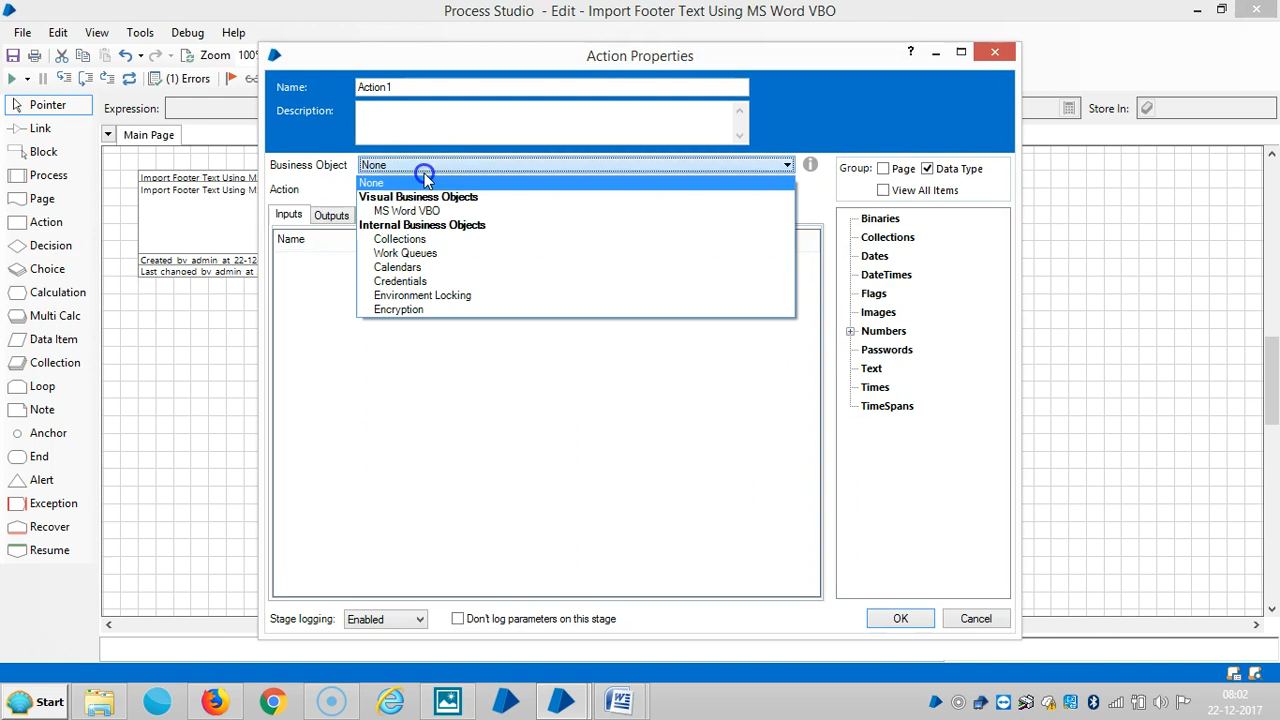 Process Studio - Edit - Import Footer Text Using MS Word VBO
File Edit View Tools Debug Help
Zoom 100%
(1) Errors
Action Properties
?
Name: Action1
Description:
Pointer
Link
Block
Process
Page
Action
Decision
Choice
Calculation
Multi Calc
Data Item
Collection
Loop
Note
Anchor
End
Alert
Exception
Recover
Resume
Expression:
Store In:
Main Page
Import Footer Text Using M
Import Footer Text Using M
Created by admin at 22-12
Last changed by admin at
Business Object None
Action
Inputs Outputs
Name
None
Visual Business Objects
MS Word VBO
Internal Business Objects
Collections
Work Queues
Calendars
Credentials
Environment Locking
Encryption
Group: Page Data Type
View All Items
Binaries
Collections
Dates
DateTimes
Flags
Images
Numbers
Passwords
Text
Times
TimeSpans
Stage logging: Enabled Don't log parameters on this stage
OK Cancel
Start
08:02
22-12-2017